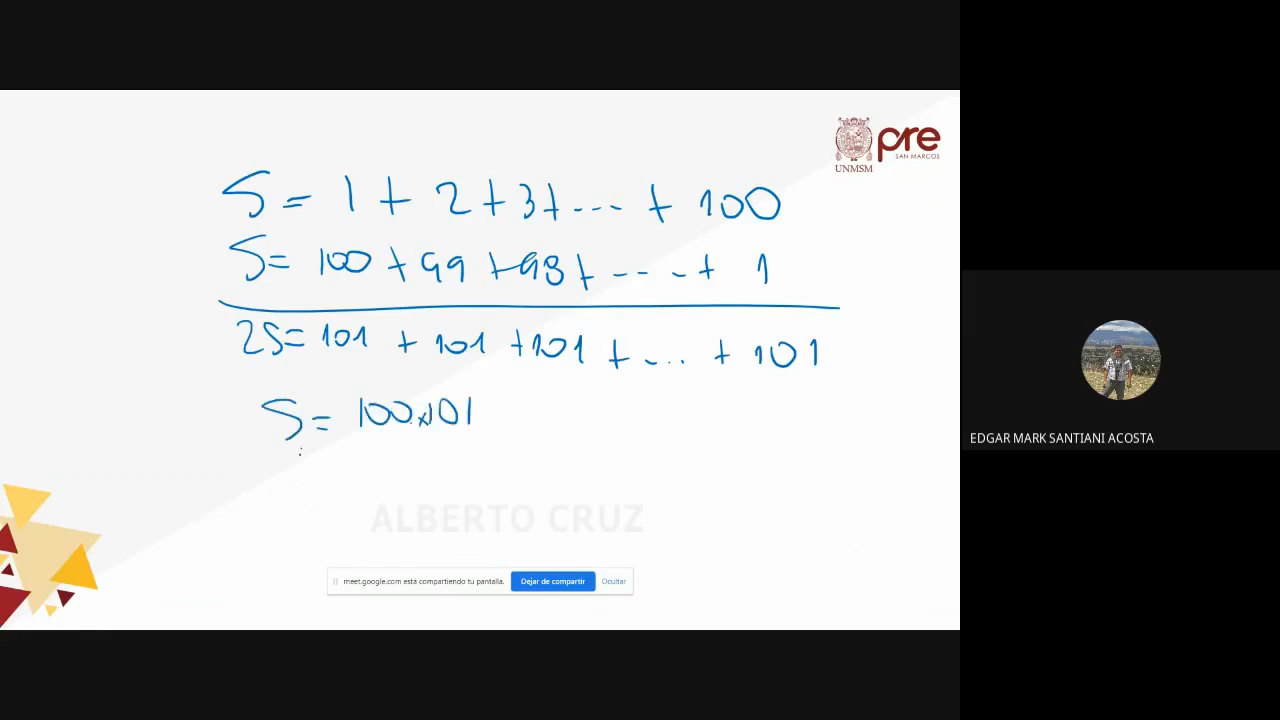 UNMSM
pre
SAN MARCOS
S = 1 + 2 + 3 + ... + 100
S = 100 + 99 + 98 + .... + 1
2S = 101 + 101 + 101 + .... + 101
S = 100x101
ALBERTO CRUZ
meet.google.com está compartiendo tu pantalla. Dejar de compartir Ocultar
EDGAR MARK SANTIANI ACOSTA